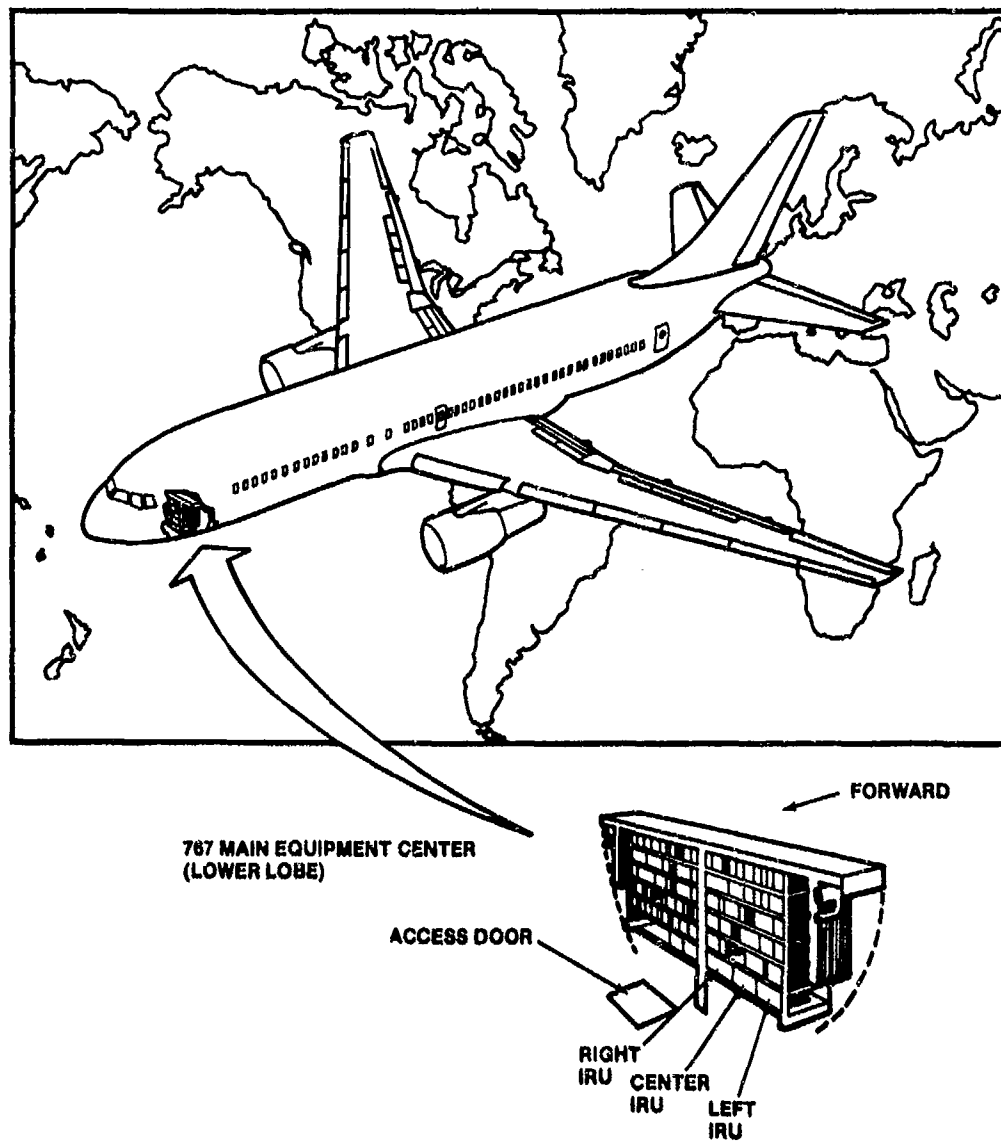 FORWARD
767 MAIN EQUIPMENT CENTER
(LOWER LOBE)
ACCESS DOOR
RIGHT
IRU
CENTER
IRU
LEFT
IRU